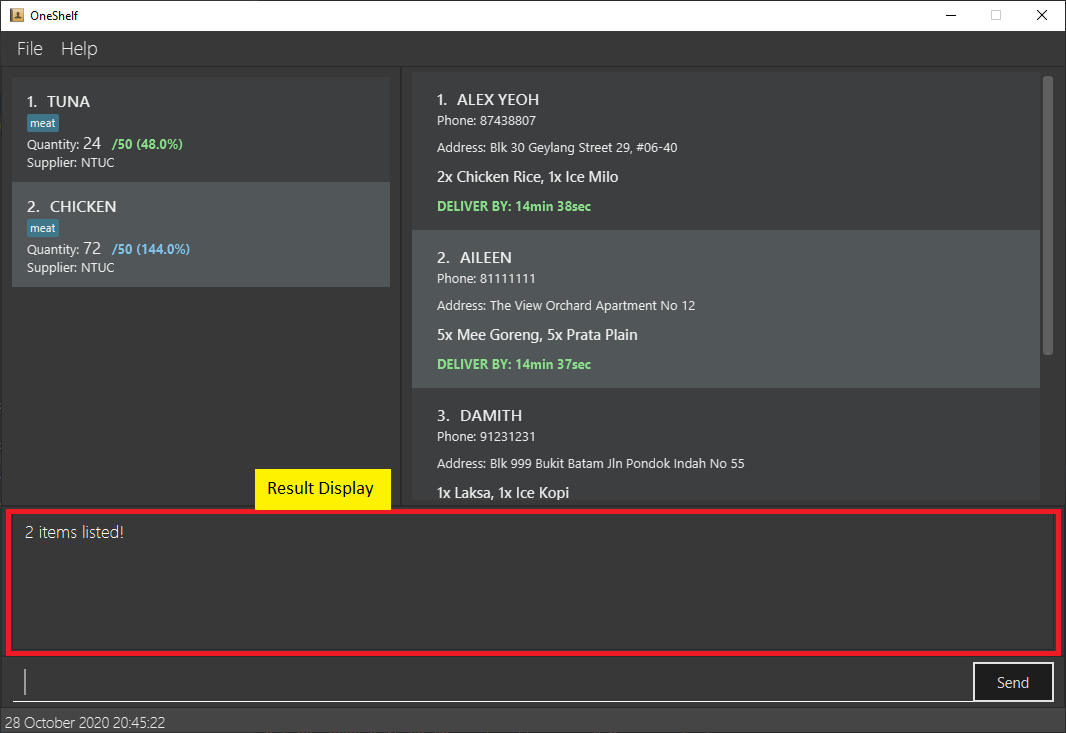 OneShelf
File Help
1. TUNA
meat
Quantity: 24 /50 (48.0%)
Supplier: NTUC
2. CHICKEN
meat
Quantity: 72 /50 (144.0%)
Supplier: NTUC
1. ALEX YEOH
Phone: 87438807
Address: Blk 30 Geylang Street 29, #06-40
2x Chicken Rice, 1x Ice Milo
DELIVER BY: 14min 38sec
2. AILEEN
Phone: 81111111
Address: The View Orchard Apartment No 12
5x Mee Goreng, 5x Prata Plain
DELIVER BY: 14min 37sec
3. DAMITH
Phone: 91231231
Address: Blk 999 Bukit Batam Jln Pondok Indah No 55
1x Laksa, 1x Ice Kopi
Result Display
2 items listed!
Send
28 October 2020 20:45:22